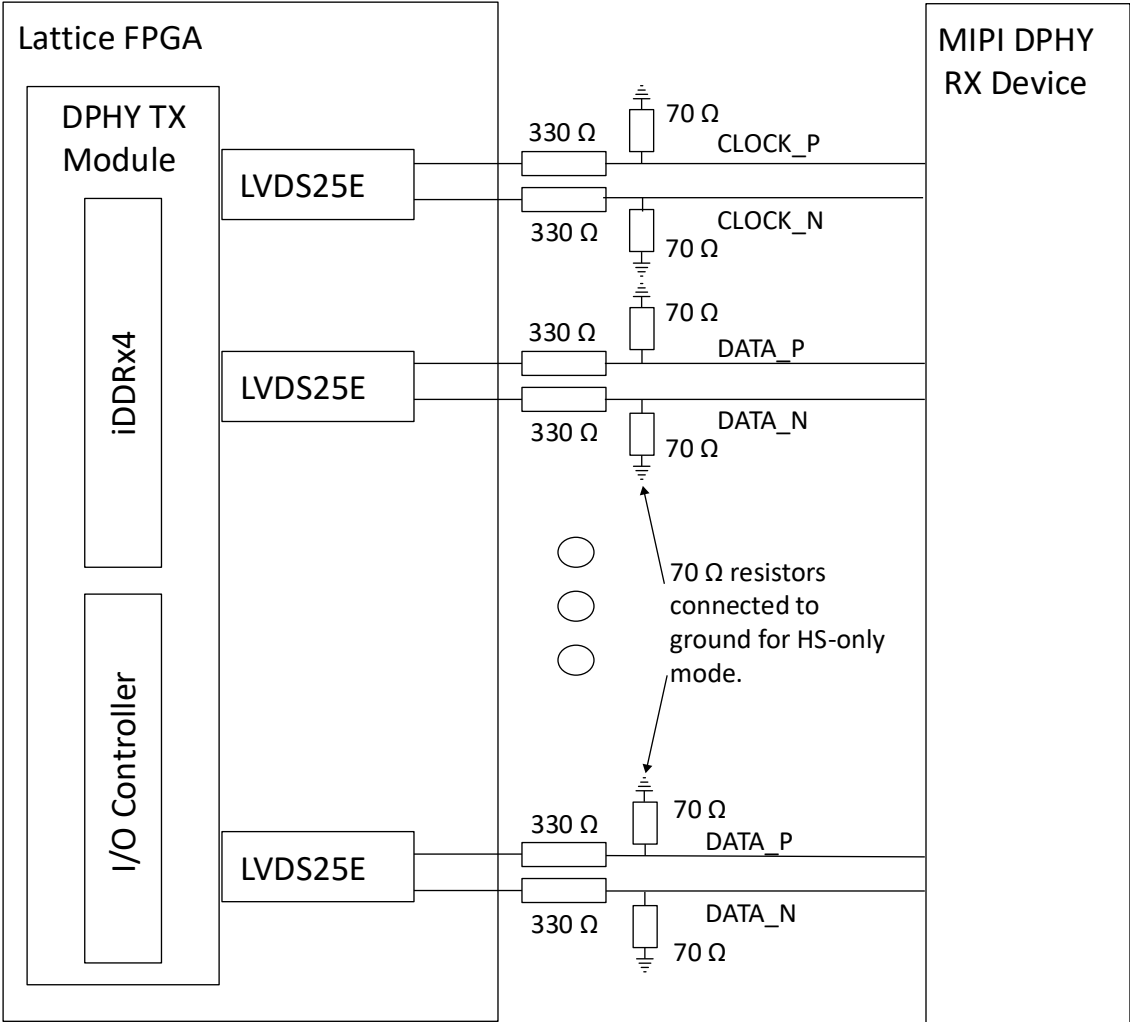 Lattice FPGA
MIPI DPHY
RX Device
DPHY TX
Module
iDDRx4
I/O Controller
LVDS25E
330 Ω
70 Ω
CLOCK_P
330 Ω
CLOCK_N
70 Ω
LVDS25E
330 Ω
70 Ω
DATA_P
330 Ω
DATA_N
70 Ω
70 Ω resistors
connected to
ground for HS-only
mode.
LVDS25E
330 Ω
70 Ω
DATA_P
330 Ω
DATA_N
70 Ω